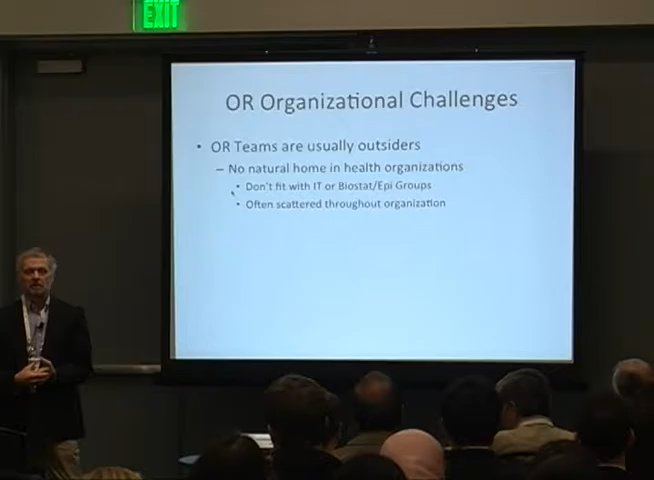 EXIT
OR Organizational Challenges
• OR Teams are usually outsiders
– No natural home in health organizations
• Don't fit with IT or Biostat/Epi Groups
• Often scattered throughout organization